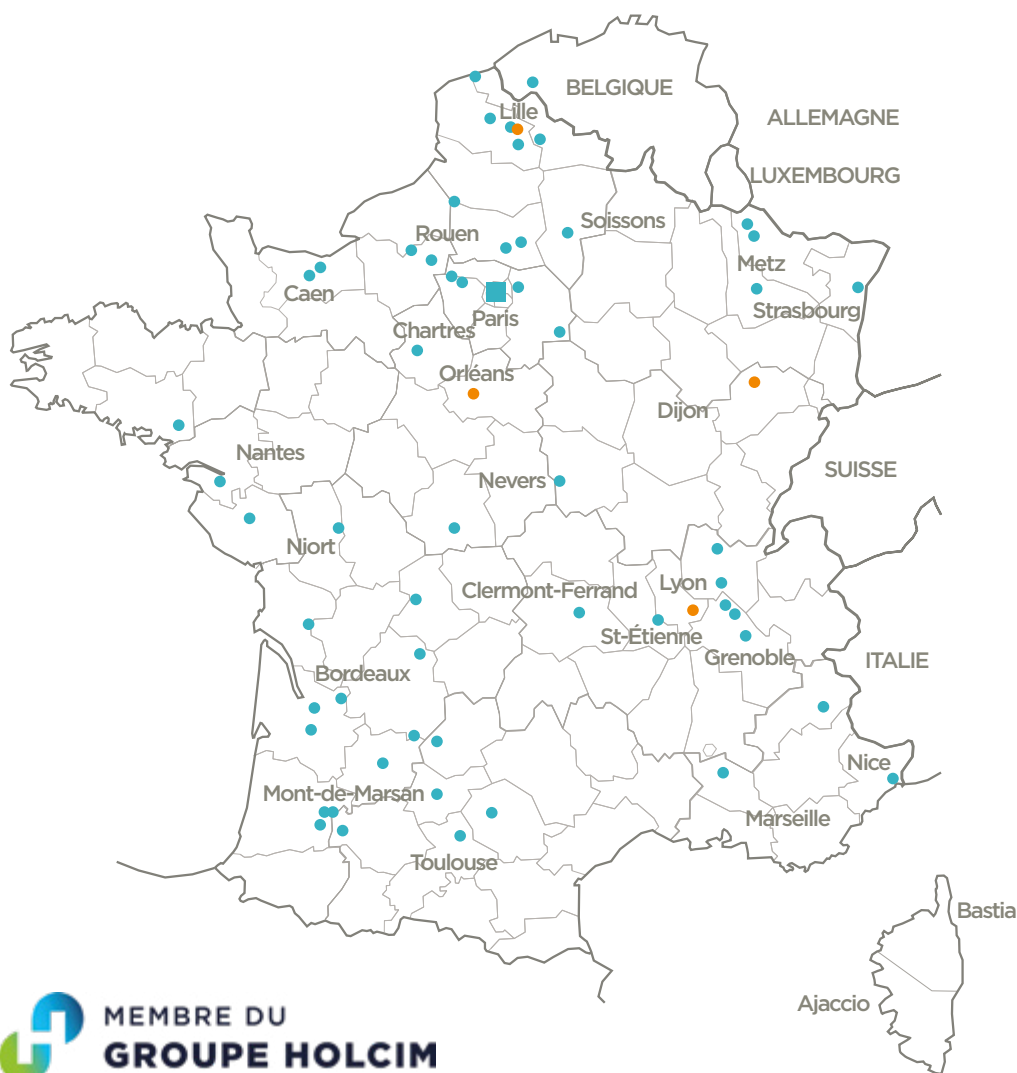 BELGIQUE
Lille
ALLEMAGNE
LUXEMBOURG
Soissons
Rouen
Metz
Caen
Strasbourg
Paris
Chartres
Orléans
Dijon
Nantes
SUISSE
Nevers
Niort
Lyon
Clermont-Ferrand
St-Étienne
Grenoble
ITALIE
Bordeaux
Nice
Mont-de-Marsan
Marseille
Toulouse
Bastia
Ajaccio
MEMBRE DU
GROUPE HOLCIM